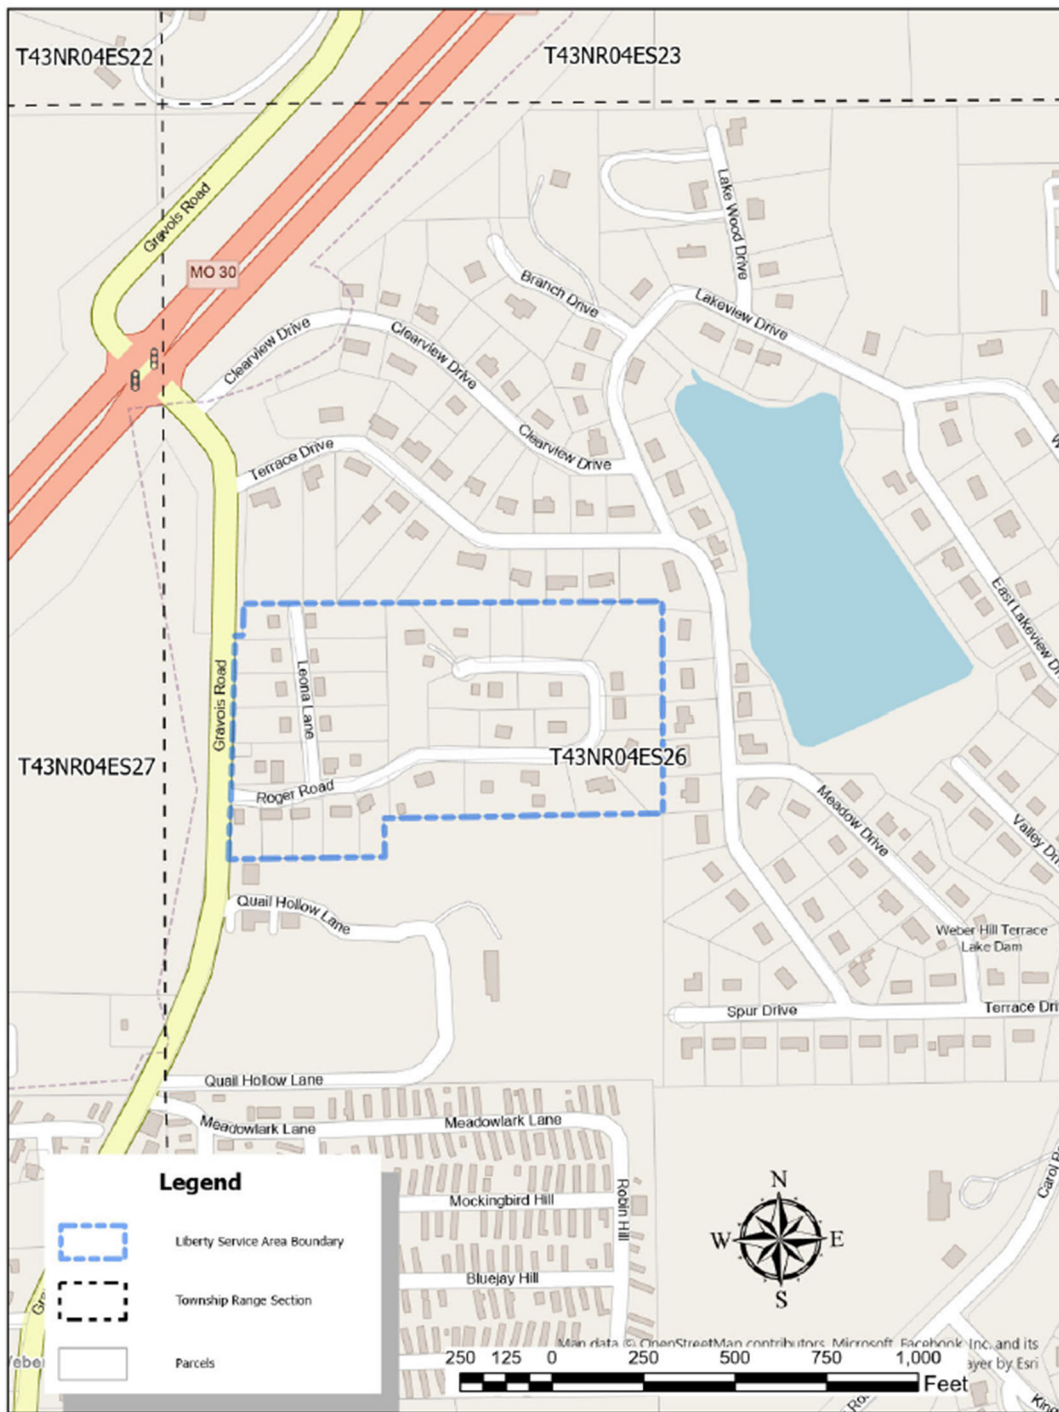 T43NR04ES22
T43NR04ES23
Gravois Road
MO 30
Lake Wood Drive
Branch Drive
Lakeview Drive
Clearview Drive
Clearview Drive
Clearview Drive
Terrace Drive
East Lakeview Dr
Leona Lane
Gravois Road
T43NR04ES27
T43NR04ES26
Roger Road
Meadow Drive
Valley Dri
Quail Hollow Lane
Weber Hill Terrace
Lake Dam
Spur Drive
Terrace Dri
Quail Hollow Lane
Meadowlark Lane
Meadowlark Lane
Mockingbird Hill
Robin Hill
Bluejay Hill
Carol R
Legend
Liberty Service Area Boundary
Township Range Section
Parcels
N
W
E
S
Map data © OpenStreetMap contributors, Microsoft, Facebook, Inc. and its
ayer by Esri
250 125 0 250 500 750 1,000
Feet